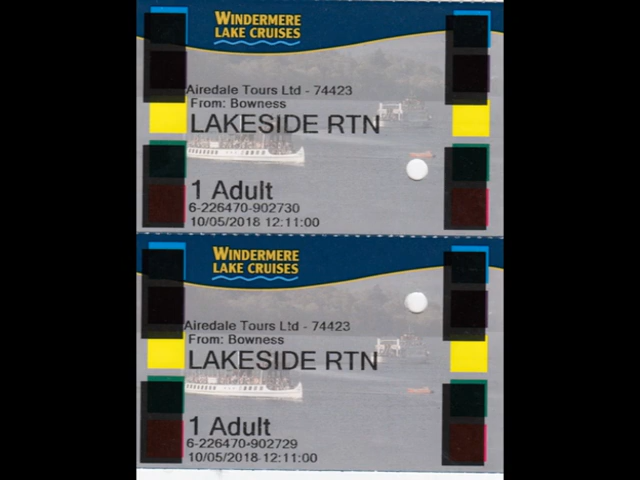 WINDERMERE
LAKE CRUISES
Airedale Tours Ltd - 74423
From: Bowness
LAKESIDE RTN
1 Adult
6-226470-902730
10/05/2018 12:11:00
WINDERMERE
LAKE CRUISES
Airedale Tours Ltd - 74423
From: Bowness
LAKESIDE RTN
1 Adult
6-226470-902729
10/05/2018 12:11:00